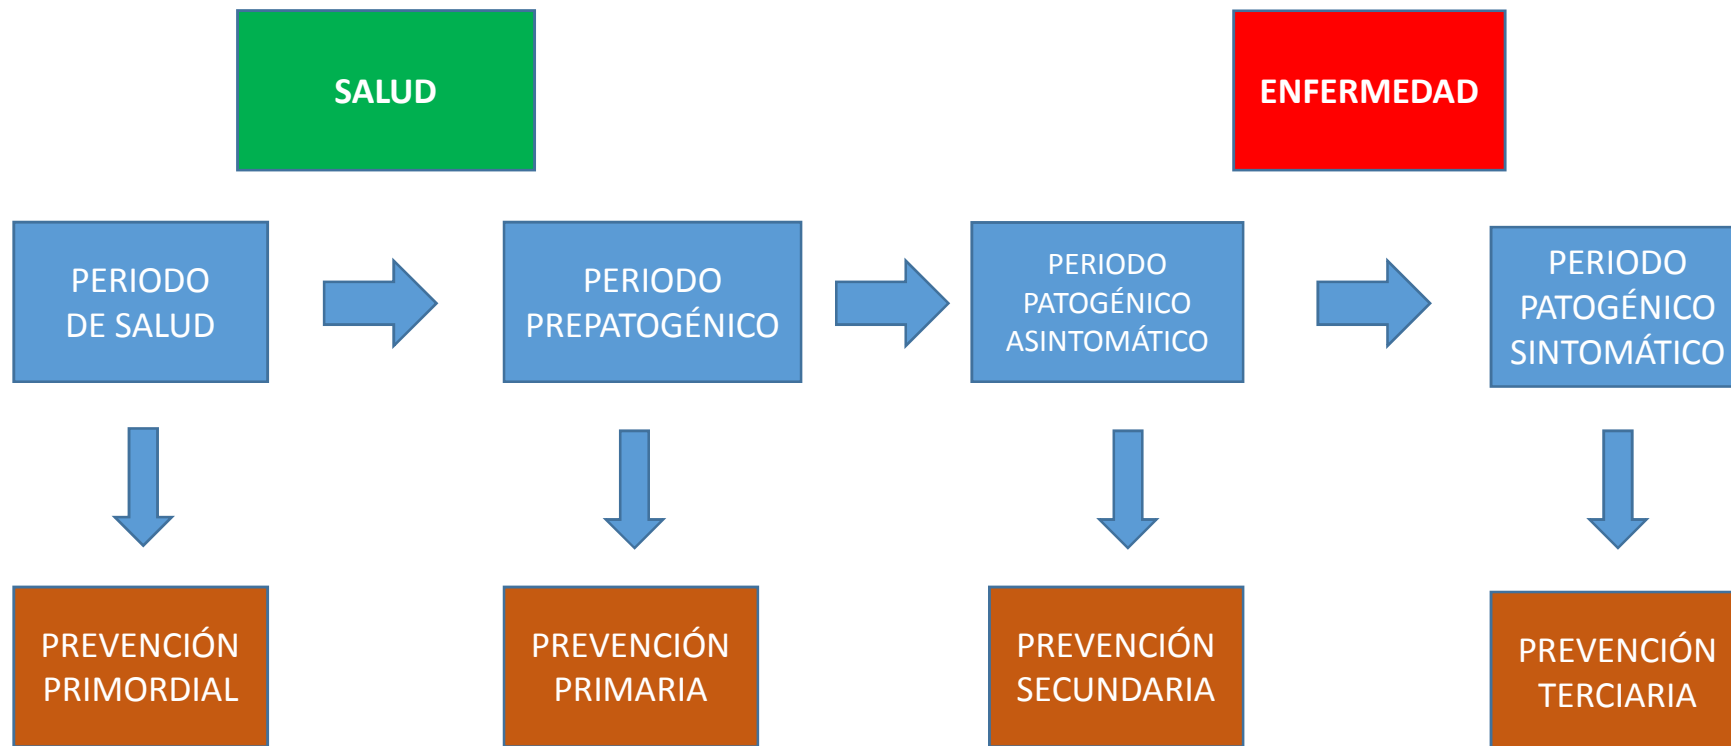 SALUD
ENFERMEDAD
PERIODO
DE SALUD
PERIODO
PREPATOGÉNICO
PERIODO
PATOGÉNICO
ASINTOMÁTICO
PERIODO
PATOGÉNICO
SINTOMÁTICO
PREVENCIÓN
PRIMORDIAL
PREVENCIÓN
PRIMARIA
PREVENCIÓN
SECUNDARIA
PREVENCIÓN
TERCIARIA